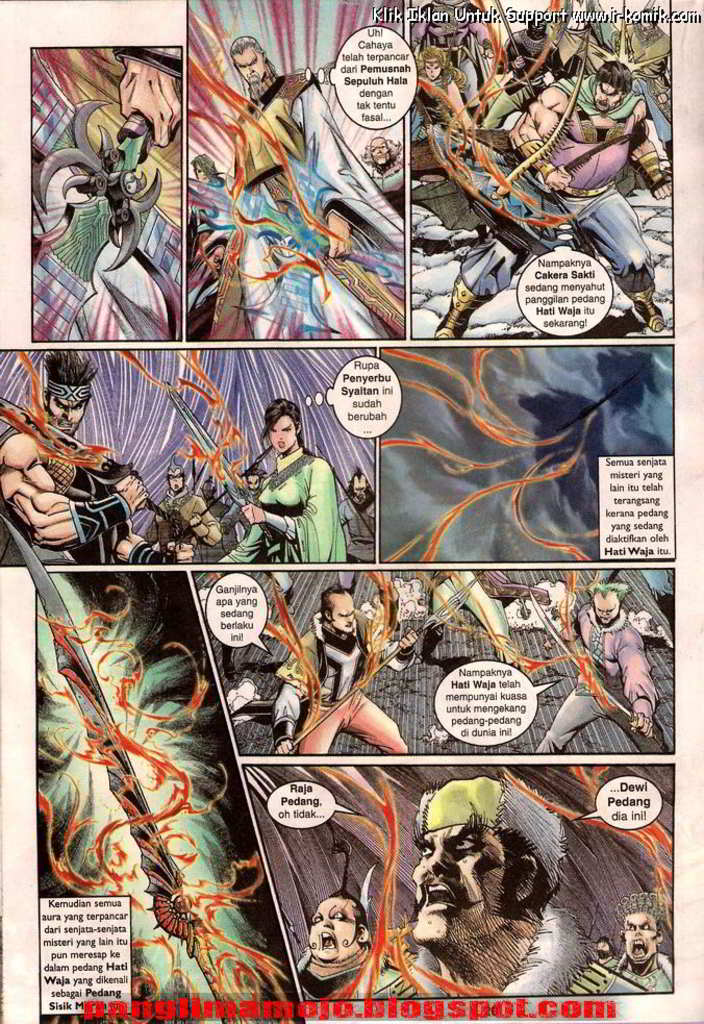 Klik Iklan Untuk Support www.i-komik.com
Uh!
Cahaya
telah terpancar
dari Pemusnah
Sepuluh Hala
dengan
tak tentu
fasal...
Nampaknya
Cakera Sakti
sedang menyahut
panggilan pedang
Hati Waja itu
sekarang!
Rupa
Penyerbu
Syaitan ini
sudah
berubah
...
Semua senjata
misteri yang
lain itu telah
terangsang
kerana pedang
yang sedang
diaktifkan oleh
Hati Waja itu.
Kemudian semua
aura yang terpancar
dari senjata-senjata
misteri yang lain itu
pun meresap ke
dalam pedang Hati
Waja yang dikenali
sebagai Pedang
Sisik
Ganjilnya
apa yang
sedang
berlaku
ini!
Nampaknya
Hati Waja telah
mempunyai kuasa
untuk mengekang
pedang-pedang
di dunia ini!
Raja
Pedang,
oh tidak...
...Dewi
Pedang
dia ini!
panglimamojo.blogspot.com